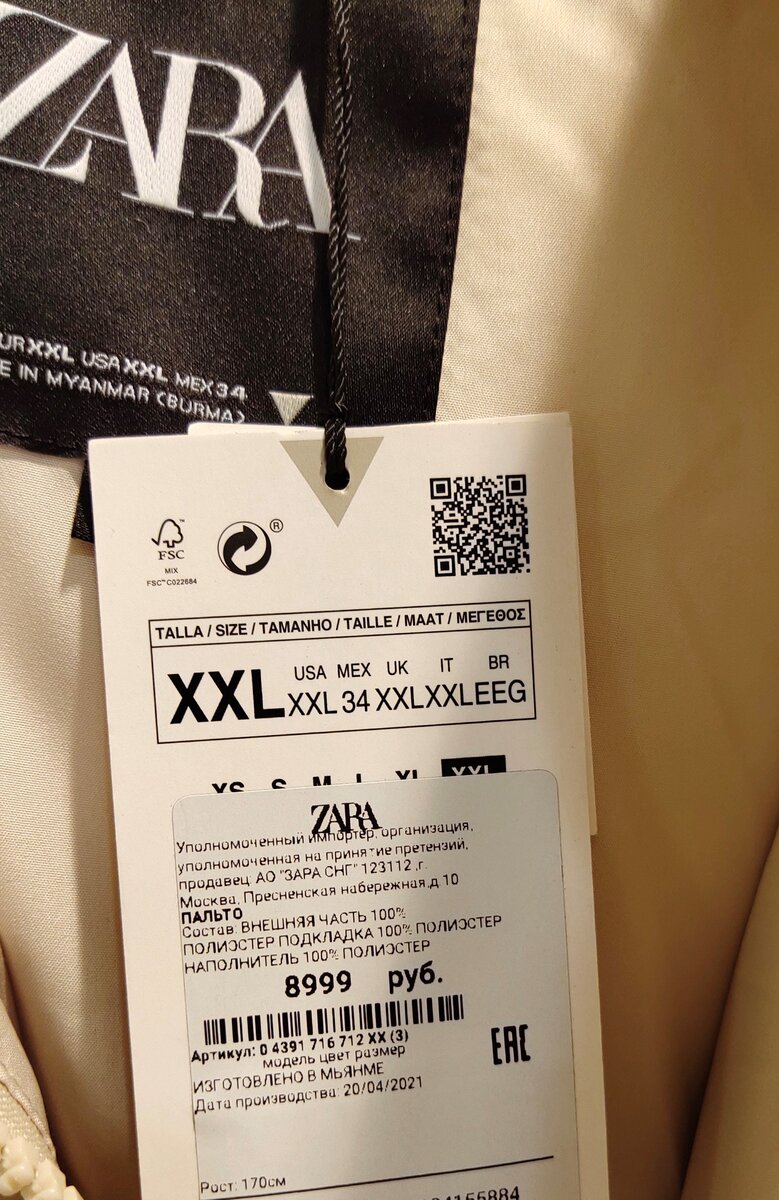 ZARA
UR XXL USA XXL MEX 34
E IN MYANMAR (BURMA)
FSC™
MIX
FSC™ C022684
®
TALLA / SIZE / TAMANHO / TAILLE / MAAT / ΜΕΓΕΘΟΣ
XXL
USA MEX UK IT BR
XXL 34 XXL XXL EEG
XS S M L XL XXL
ZARA
Уполномоченный импортер, организация,
уполномоченная на принятие претензий,
продавец: АО "ЗАРА СНГ" 123112 ,г.
Москва, Пресненская набережная,д 10
ПАЛЬТО
Состав: ВНЕШНЯЯ ЧАСТЬ 100%
ПОЛИЭСТЕР ПОДКЛАДКА 100% ПОЛИЭСТЕР
НАПОЛНИТЕЛЬ 100% ПОЛИЭСТЕР
8999 руб.
Артикул: 0 4391 716 712 XX (3)
модель цвет размер
EAC
ИЗГОТОВЛЕНО В МЬЯНМЕ
Дата производства: 20/04/2021
Рост: 170см